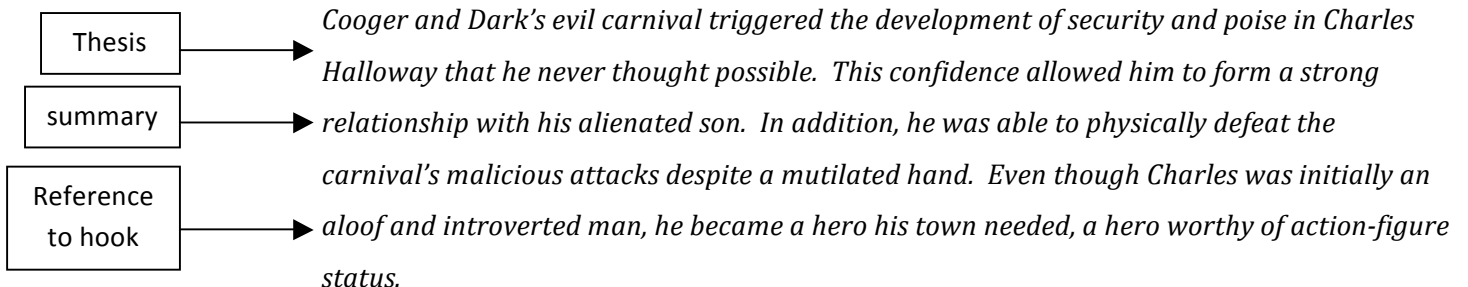 Thesis
summary
Reference
to hook
Cooger and Dark’s evil carnival triggered the development of security and poise in Charles
Halloway that he never thought possible.  This confidence allowed him to form a strong
relationship with his alienated son.  In addition, he was able to physically defeat the
carnival’s malicious attacks despite a mutilated hand.  Even though Charles was initially an
aloof and introverted man, he became a hero his town needed, a hero worthy of action-figure
status.